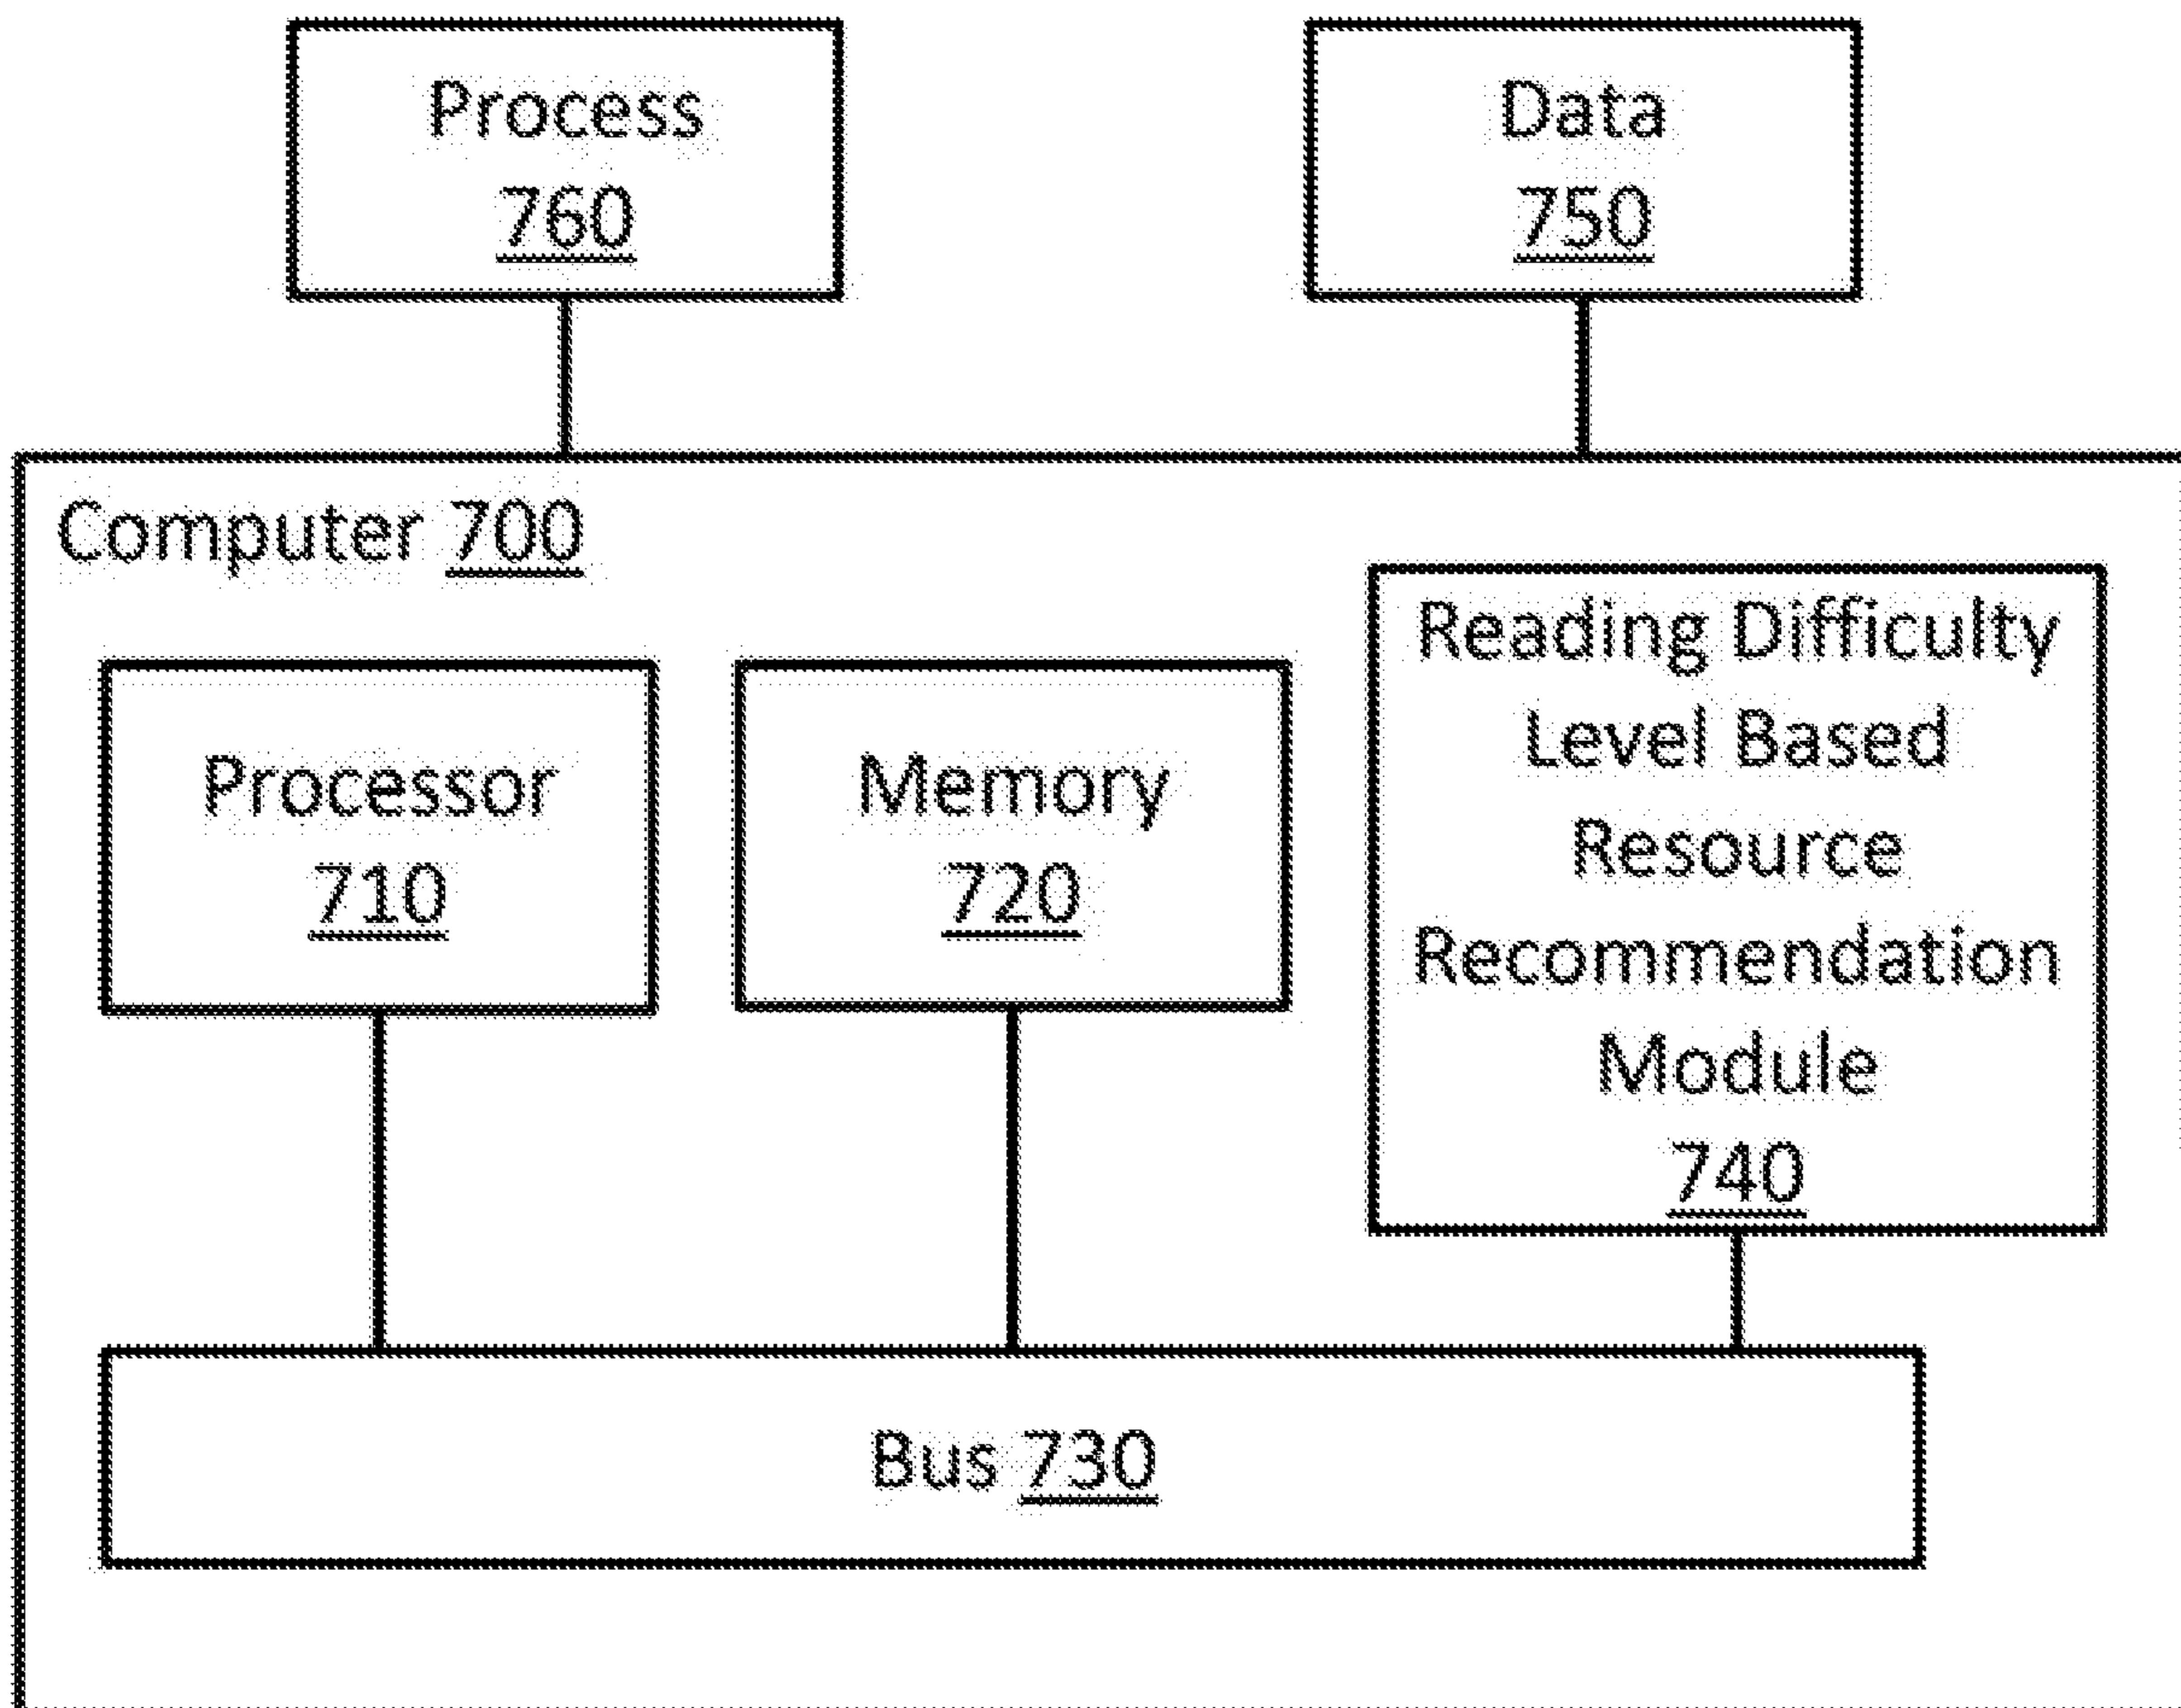 Process
760
Data
750
Computer 700
Processor
710
Memory
720
Reading Difficulty
Level Based
Resource
Recommendation
Module
740
Bus 730